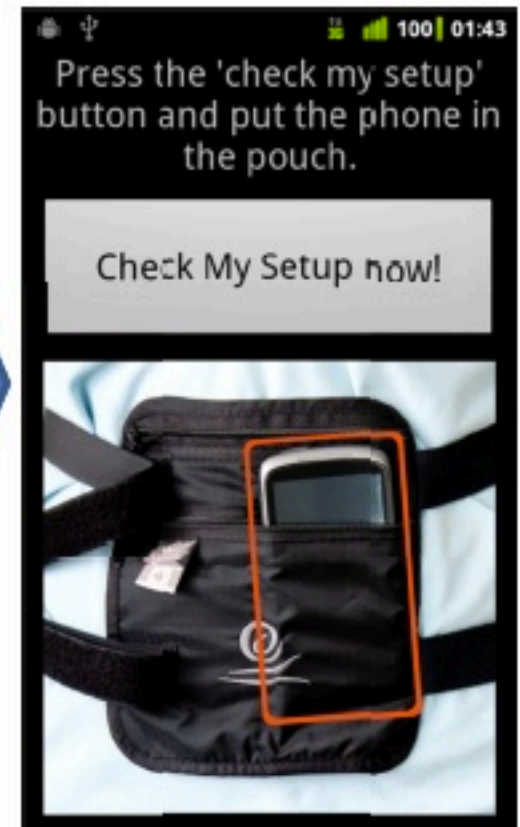 100 01:43
Press the 'check my setup'
button and put the phone in
the pouch.
Check My Setup now!